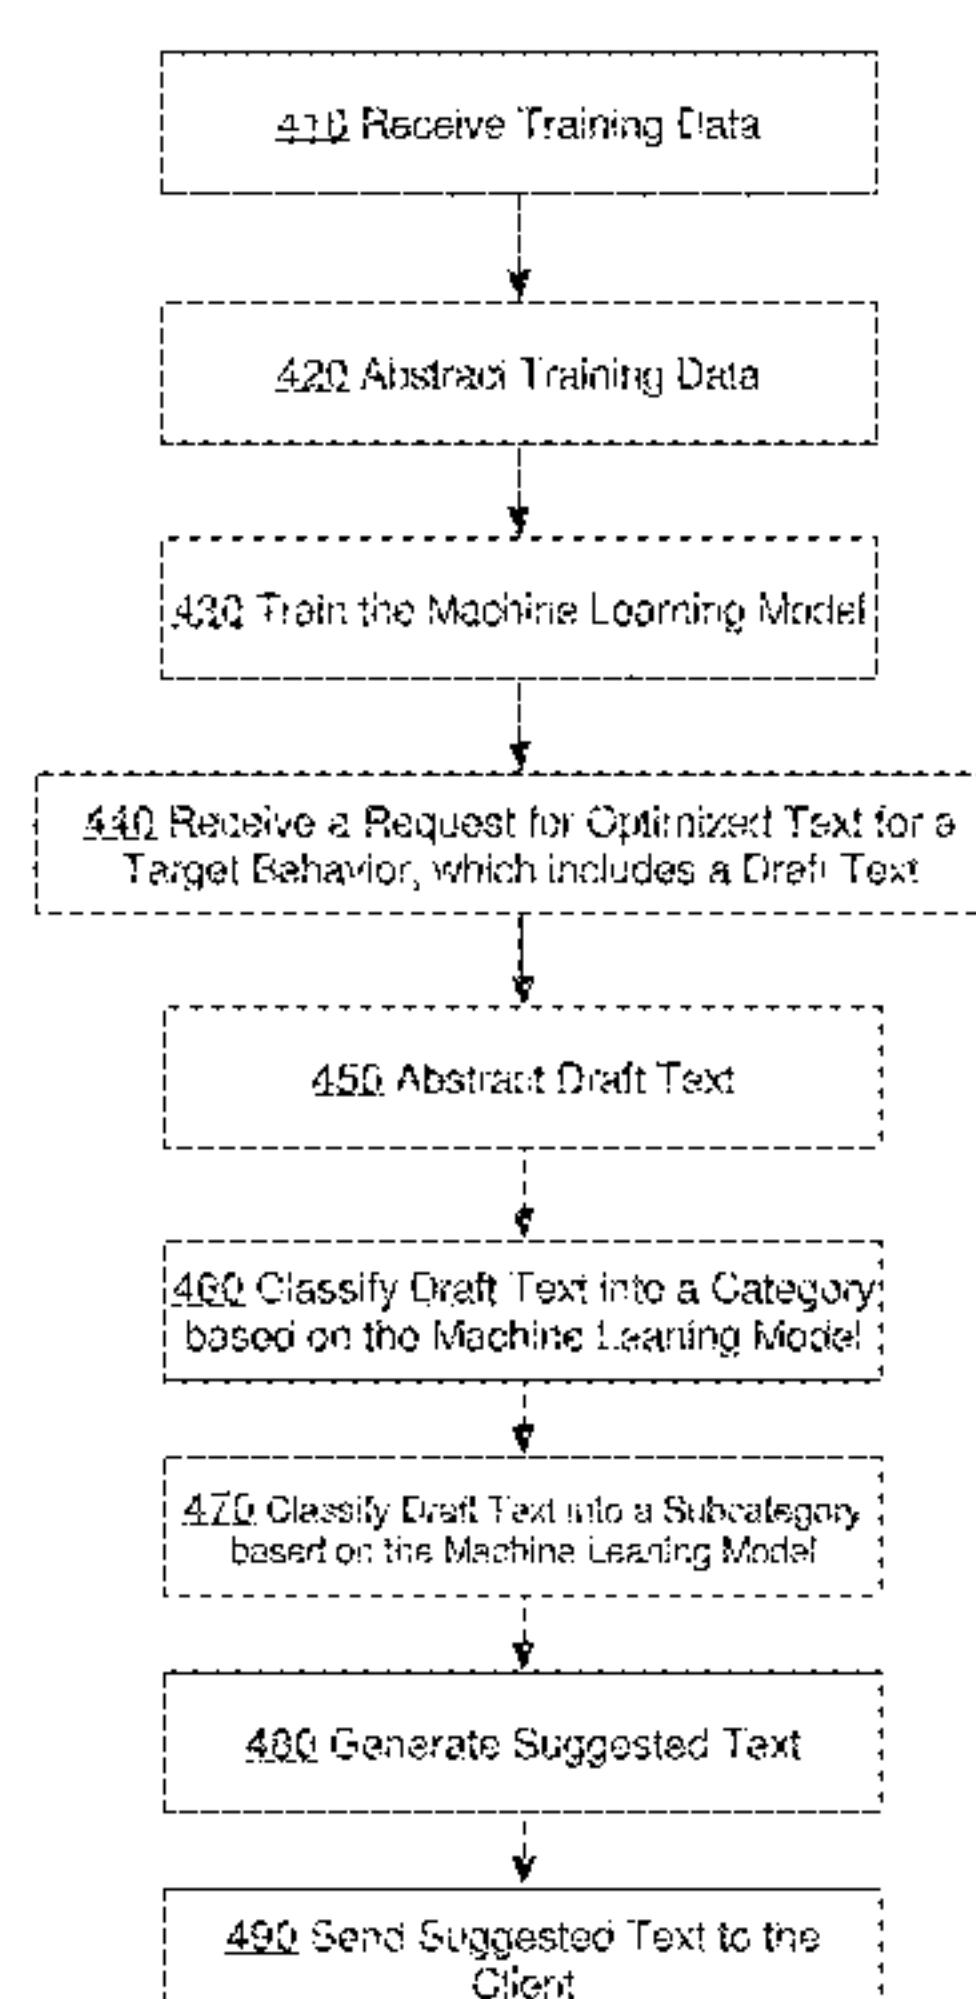 410 Receive Training Data
420 Abstract Training Data
430 Train the Machine Learning Model
440 Receive a Request for Optimized Text for a
Target Behavior, which includes a Draft Text
450 Abstract Draft Text
460 Classify Draft Text into a Category
based on the Machine Leaning Model
470 Classify Draft Text into a Subcategory
based on the Machine Leaning Model
480 Generate Suggested Text
490 Send Suggested Text to the
Client